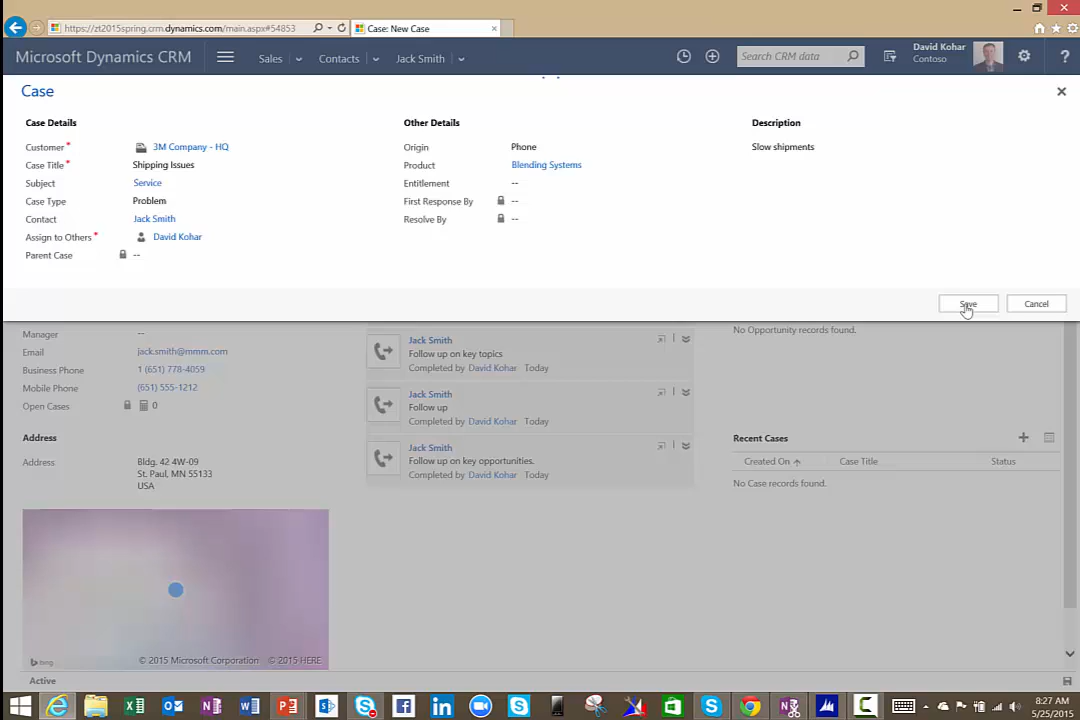 https://zt2015spring.crm.dynamics.com/main.aspx#54853
Case: New Case
Microsoft Dynamics CRM
Sales
Contacts
Jack Smith
Search CRM data
David Kohar
Contoso
?
Case
Case Details
Other Details
Description
Customer *
3M Company - HQ
Origin
Phone
Slow shipments
Case Title *
Shipping Issues
Product
Blending Systems
Subject
Service
Entitlement
--
Case Type
Problem
First Response By
--
Contact
Jack Smith
Resolve By
--
Assign to Others *
David Kohar
Parent Case
--
Save
Cancel
Manager
--
Email
jack.smith@mmm.com
Business Phone
1 (651) 778-4059
Mobile Phone
(651) 555-1212
Open Cases
0
Address
Address
Bldg. 42 4W-09
St. Paul, MN 55133
USA
bing
© 2015 Microsoft Corporation
© 2015 HERE
Jack Smith
Follow up on key topics
Completed by David Kohar Today
Jack Smith
Follow up
Completed by David Kohar Today
Jack Smith
Follow up on key opportunities.
Completed by David Kohar Today
No Opportunity records found.
Recent Cases
Created On
Case Title
Status
No Case records found.
Active
8:27 AM
5/25/2015